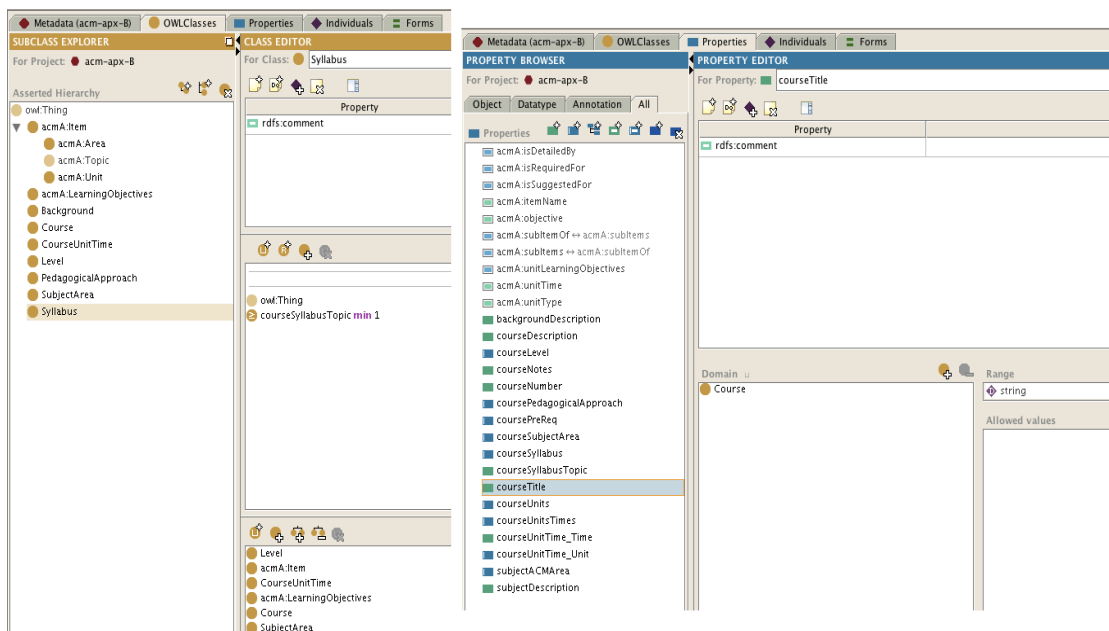 Metadata (acm-apx-B) OWLClasses Properties Individuals Forms
SUBCLASS EXPLORER
For Project: acm-apx-B
Asserted Hierarchy
owl:Thing
acmA:Item
acmA:Area
acmA:Topic
acmA:Unit
acmA:LearningObjectives
Background
Course
CourseUnitTime
Level
PedagogicalApproach
SubjectArea
Syllabus
CLASS EDITOR
For Class: Syllabus
Property
rdfs:comment
owl:Thing
courseSyllabusTopic min 1
Level
acmA:Item
CourseUnitTime
acmA:LearningObjectives
Course
SubjectArea
Metadata (acm-apx-B) OWLClasses Properties Individuals Forms
PROPERTY BROWSER
For Project: acm-apx-B
Object Datatype Annotation All
Properties
acmA:isDetailedBy
acmA:isRequiredFor
acmA:isSuggestedFor
acmA:itemName
acmA:objective
acmA:subItemOf ↔ acmA:subItems
acmA:subItems ↔ acmA:subItemOf
acmA:unitLearningObjectives
acmA:unitTime
acmA:unitType
backgroundDescription
courseDescription
courseLevel
courseNotes
courseNumber
coursePedagogicalApproach
coursePreReq
courseSubjectArea
courseSyllabus
courseSyllabusTopic
courseTitle
courseUnits
courseUnitsTimes
courseUnitTime_Time
courseUnitTime_Unit
subjectACMArea
subjectDescription
PROPERTY EDITOR
For Property: courseTitle
Property
rdfs:comment
Domain ⊔
Course
Range
string
Allowed values